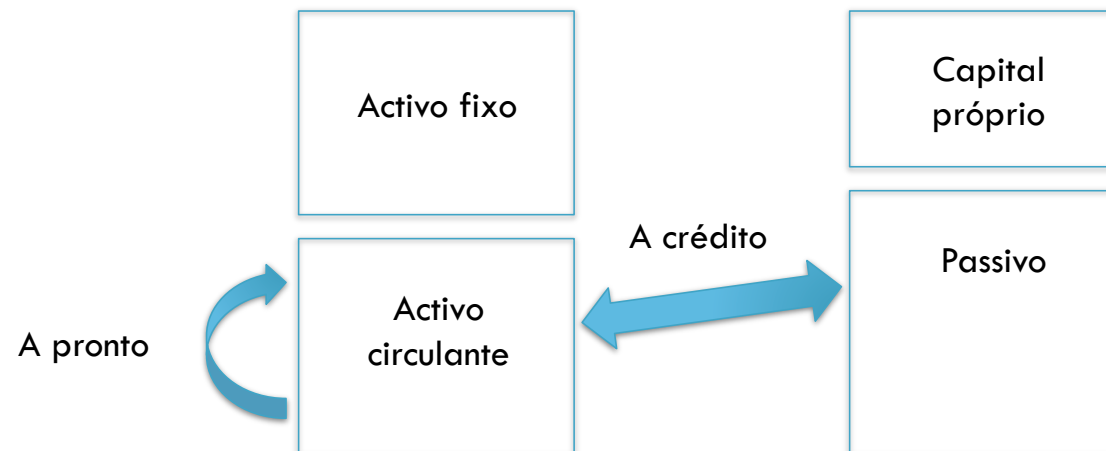 Activo fixo
Capital
próprio
A crédito
Passivo
Activo
circulante
A pronto